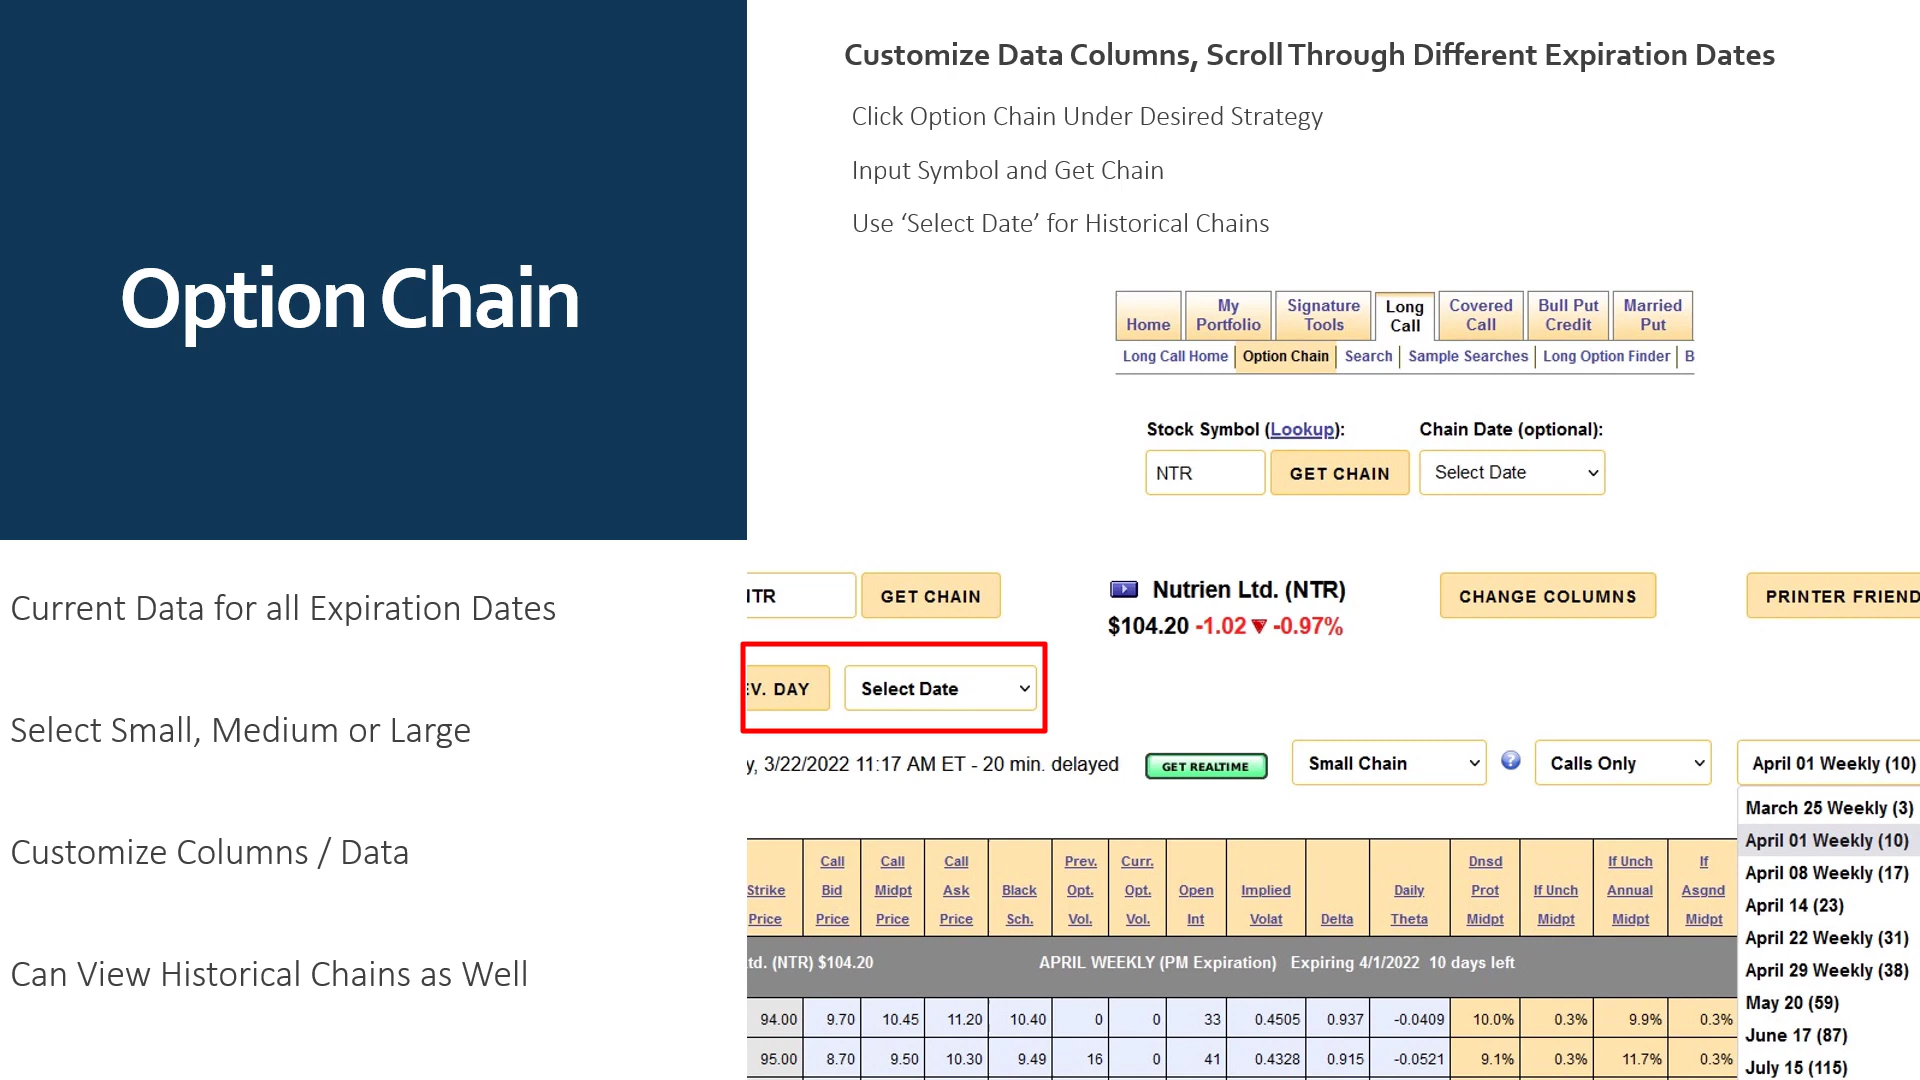 Option Chain
Customize Data Columns, Scroll Through Different Expiration Dates
Click Option Chain Under Desired Strategy
Input Symbol and Get Chain
Use ‘Select Date’ for Historical Chains
Home My Portfolio Signature Tools Long Call Covered Call Bull Put Credit Married Put
Long Call Home Option Chain Search Sample Searches Long Option Finder B
Stock Symbol (Lookup): Chain Date (optional):
NTR GET CHAIN Select Date
Current Data for all Expiration Dates
Select Small, Medium or Large
Customize Columns / Data
Can View Historical Chains as Well
NTR GET CHAIN Nutrien Ltd. (NTR) CHANGE COLUMNS PRINTER FRIEND
$104.20 -1.02 -0.97%
EV. DAY Select Date
y, 3/22/2022 11:17 AM ET - 20 min. delayed GET REALTIME Small Chain ? Calls Only April 01 Weekly (10)
March 25 Weekly (3)
April 01 Weekly (10)
April 08 Weekly (17)
April 14 (23)
April 22 Weekly (31)
April 29 Weekly (38)
May 20 (59)
June 17 (87)
July 15 (115)
Strike Price Call Bid Price Call Midpt Price Call Ask Price Black Sch. Prev. Opt. Vol. Curr. Opt. Vol. Open Int Implied Volat Delta Daily Theta Dnsd Prot Midpt If Unch Midpt If Unch Annual Midpt If Asgnd Midpt
td. (NTR) $104.20 APRIL WEEKLY (PM Expiration) Expiring 4/1/2022 10 days left
94.00 9.70 10.45 11.20 10.40 0 0 33 0.4505 0.937 -0.0409 10.0% 0.3% 9.9% 0.3%
95.00 8.70 9.50 10.30 9.49 16 0 41 0.4328 0.915 -0.0521 9.1% 0.3% 11.7% 0.3%